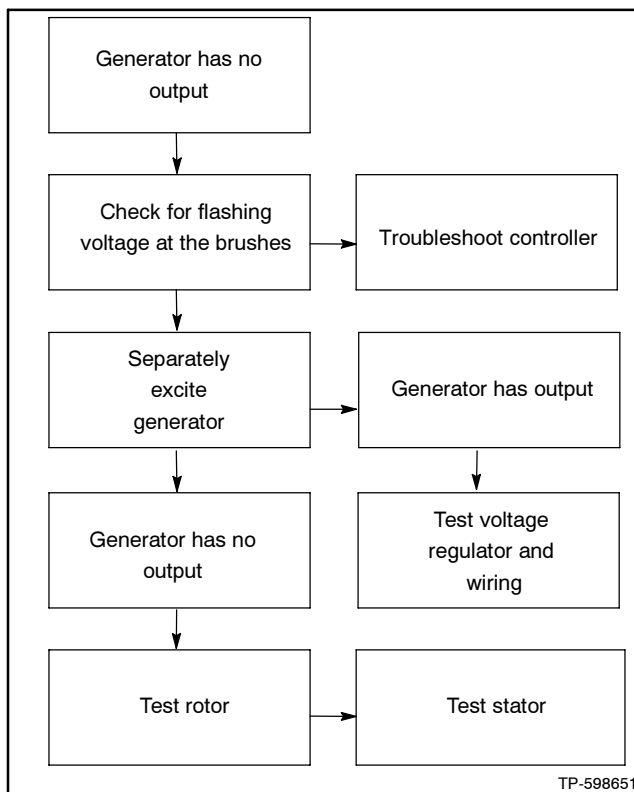 Generator has no
output
Check for flashing
voltage at the brushes
Troubleshoot controller
Separately
excite
generator
Generator has output
Generator has no
output
Test voltage
regulator and
wiring
Test rotor
Test stator
TP-598651